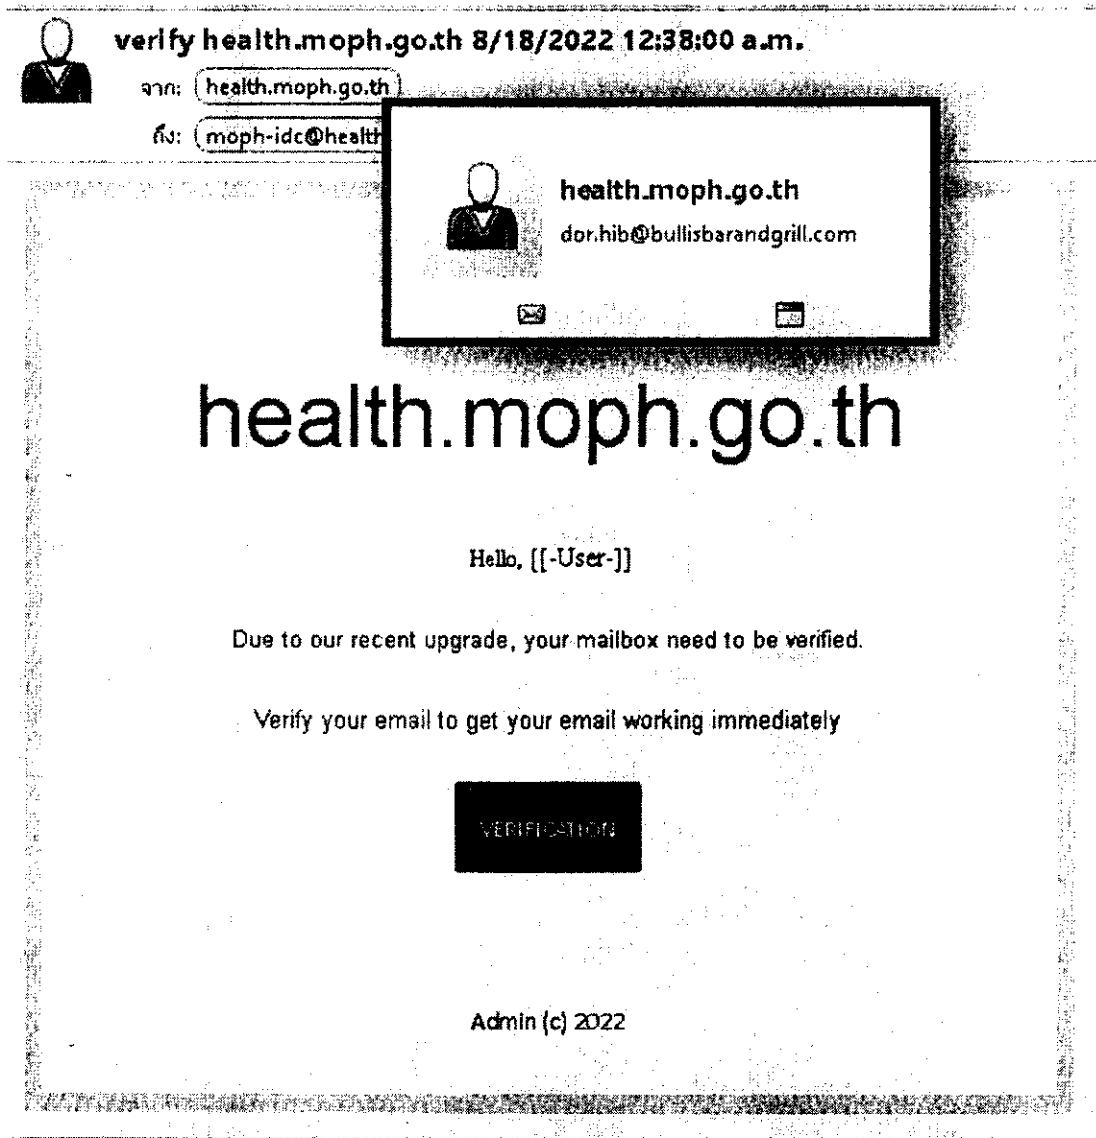 verify health.moph.go.th 8/18/2022 12:38:00 a.m.
จาก: health.moph.go.th
ถึง: moph-idc@health
health.moph.go.th
dor.hib@bullisbarandgrill.com
health.moph.go.th
Hello, [[-User-]]
Due to our recent upgrade, your mailbox need to be verified.
Verify your email to get your email working immediately
VERIFICATION
Admin (c) 2022